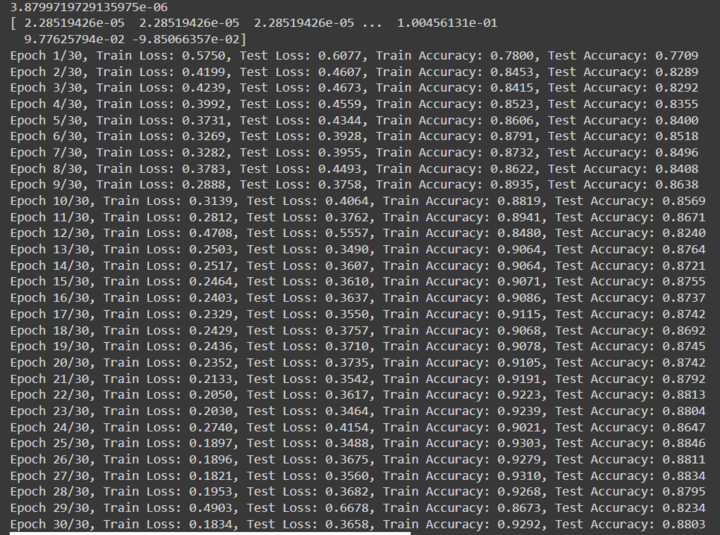 3.8799719729135975e-06
[ 2.28519426e-05  2.28519426e-05  2.28519426e-05 ...  1.00456131e-01
  9.77625794e-02 -9.85066357e-02]
Epoch 1/30, Train Loss: 0.5750, Test Loss: 0.6077, Train Accuracy: 0.7800, Test Accuracy: 0.7709
Epoch 2/30, Train Loss: 0.4199, Test Loss: 0.4607, Train Accuracy: 0.8453, Test Accuracy: 0.8289
Epoch 3/30, Train Loss: 0.4239, Test Loss: 0.4673, Train Accuracy: 0.8415, Test Accuracy: 0.8292
Epoch 4/30, Train Loss: 0.3992, Test Loss: 0.4559, Train Accuracy: 0.8523, Test Accuracy: 0.8355
Epoch 5/30, Train Loss: 0.3731, Test Loss: 0.4344, Train Accuracy: 0.8606, Test Accuracy: 0.8400
Epoch 6/30, Train Loss: 0.3269, Test Loss: 0.3928, Train Accuracy: 0.8791, Test Accuracy: 0.8518
Epoch 7/30, Train Loss: 0.3282, Test Loss: 0.3955, Train Accuracy: 0.8732, Test Accuracy: 0.8496
Epoch 8/30, Train Loss: 0.3783, Test Loss: 0.4493, Train Accuracy: 0.8622, Test Accuracy: 0.8408
Epoch 9/30, Train Loss: 0.2888, Test Loss: 0.3758, Train Accuracy: 0.8935, Test Accuracy: 0.8638
Epoch 10/30, Train Loss: 0.3139, Test Loss: 0.4064, Train Accuracy: 0.8819, Test Accuracy: 0.8569
Epoch 11/30, Train Loss: 0.2812, Test Loss: 0.3762, Train Accuracy: 0.8941, Test Accuracy: 0.8671
Epoch 12/30, Train Loss: 0.4708, Test Loss: 0.5557, Train Accuracy: 0.8480, Test Accuracy: 0.8240
Epoch 13/30, Train Loss: 0.2503, Test Loss: 0.3490, Train Accuracy: 0.9064, Test Accuracy: 0.8764
Epoch 14/30, Train Loss: 0.2517, Test Loss: 0.3607, Train Accuracy: 0.9064, Test Accuracy: 0.8721
Epoch 15/30, Train Loss: 0.2464, Test Loss: 0.3610, Train Accuracy: 0.9071, Test Accuracy: 0.8755
Epoch 16/30, Train Loss: 0.2403, Test Loss: 0.3637, Train Accuracy: 0.9086, Test Accuracy: 0.8737
Epoch 17/30, Train Loss: 0.2329, Test Loss: 0.3550, Train Accuracy: 0.9115, Test Accuracy: 0.8742
Epoch 18/30, Train Loss: 0.2429, Test Loss: 0.3757, Train Accuracy: 0.9068, Test Accuracy: 0.8692
Epoch 19/30, Train Loss: 0.2436, Test Loss: 0.3710, Train Accuracy: 0.9078, Test Accuracy: 0.8745
Epoch 20/30, Train Loss: 0.2352, Test Loss: 0.3735, Train Accuracy: 0.9105, Test Accuracy: 0.8742
Epoch 21/30, Train Loss: 0.2133, Test Loss: 0.3542, Train Accuracy: 0.9191, Test Accuracy: 0.8792
Epoch 22/30, Train Loss: 0.2050, Test Loss: 0.3617, Train Accuracy: 0.9223, Test Accuracy: 0.8813
Epoch 23/30, Train Loss: 0.2030, Test Loss: 0.3464, Train Accuracy: 0.9239, Test Accuracy: 0.8804
Epoch 24/30, Train Loss: 0.2740, Test Loss: 0.4154, Train Accuracy: 0.9021, Test Accuracy: 0.8647
Epoch 25/30, Train Loss: 0.1897, Test Loss: 0.3488, Train Accuracy: 0.9303, Test Accuracy: 0.8846
Epoch 26/30, Train Loss: 0.1896, Test Loss: 0.3675, Train Accuracy: 0.9279, Test Accuracy: 0.8811
Epoch 27/30, Train Loss: 0.1821, Test Loss: 0.3560, Train Accuracy: 0.9310, Test Accuracy: 0.8834
Epoch 28/30, Train Loss: 0.1953, Test Loss: 0.3682, Train Accuracy: 0.9268, Test Accuracy: 0.8795
Epoch 29/30, Train Loss: 0.4903, Test Loss: 0.6678, Train Accuracy: 0.8673, Test Accuracy: 0.8234
Epoch 30/30, Train Loss: 0.1834, Test Loss: 0.3658, Train Accuracy: 0.9292, Test Accuracy: 0.8803